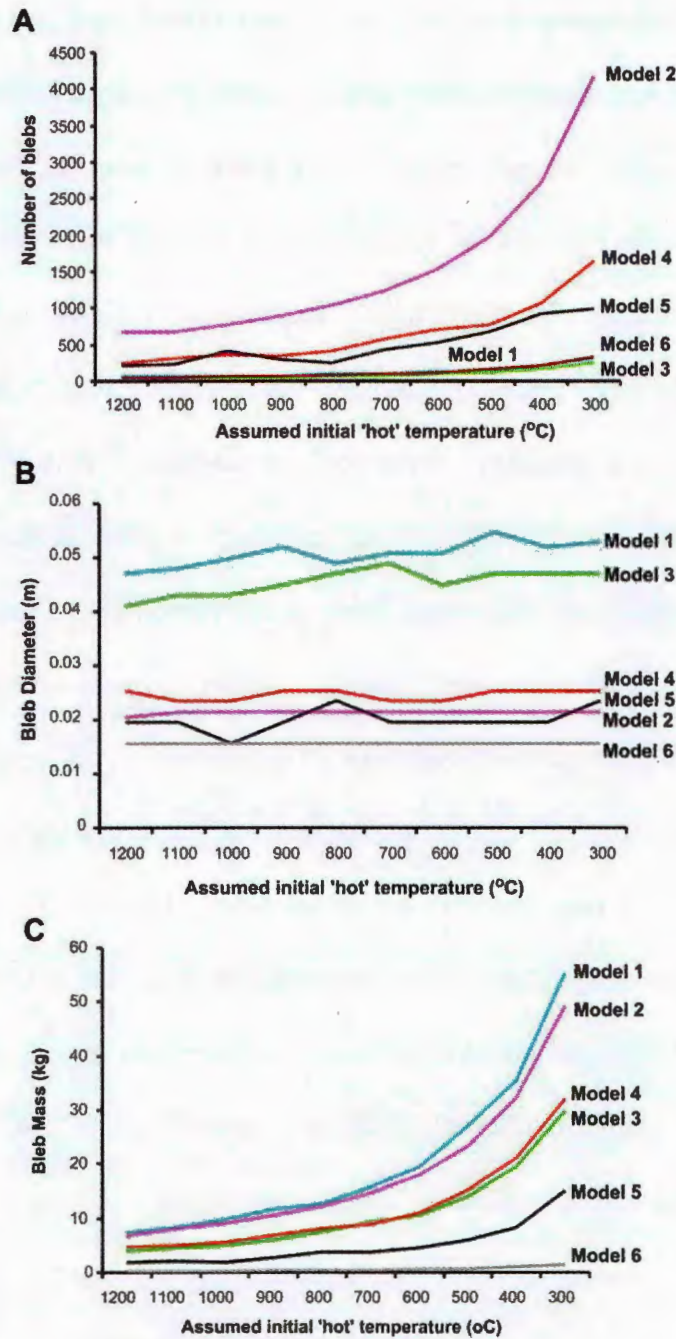 A
4500
4000
3500
3000
2500
2000
1500
1000
500
0
Number of blebs
Model 2
Model 4
Model 5
Model 1
Model 6
Model 3
1200 1100 1000 900 800 700 600 500 400 300
Assumed initial 'hot' temperature (°C)
B
0.06
0.05
0.04
0.03
0.02
0.01
0
Bleb Diameter (m)
Model 1
Model 3
Model 4
Model 5
Model 2
Model 6
1200 1100 1000 900 800 700 600 500 400 300
Assumed initial 'hot' temperature (°C)
C
60
50
40
30
20
10
0
Bleb Mass (kg)
Model 1
Model 2
Model 4
Model 3
Model 5
Model 6
1200 1100 1000 900 800 700 600 500 400 300
Assumed initial 'hot' temperature (oC)